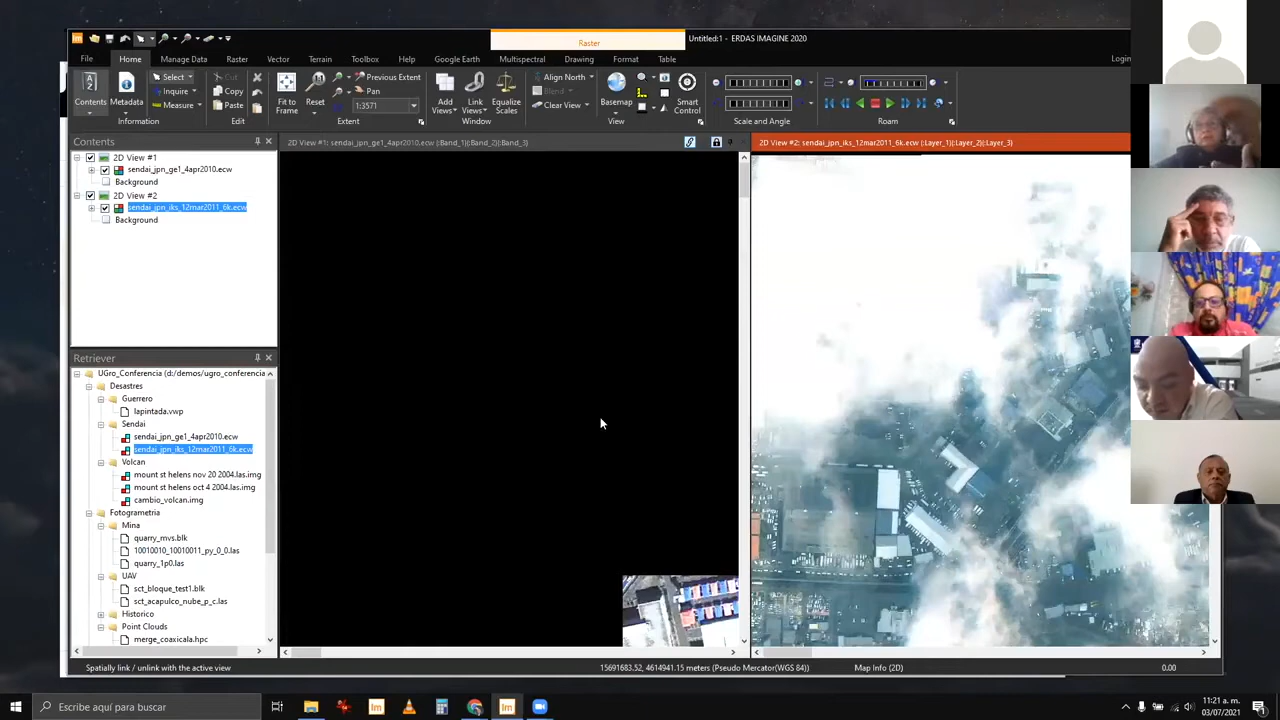 Raster
Untitled:1 - ERDAS IMAGINE 2020
File
Home
Manage Data
Raster
Vector
Terrain
Toolbox
Help
Google Earth
Multispectral
Drawing
Format
Table
Login
Contents
Metadata
Select
Inquire
Measure
Information
Cut
Copy
Paste
Edit
Fit to Frame
Reset
Previous Extent
Pan
1:3571
Extent
Add Views
Link Views
Equalize Scales
Window
Align North
Blend
Clear View
Basemap
View
Smart Control
Scale and Angle
Roam
Contents
2D View #1
sendai_jpn_ge1_4apr2010.ecw
Background
2D View #2
sendai_jpn_iks_12mar2011_6k.ecw
Background
2D View #1: sendai_jpn_ge1_4apr2010.ecw (:Band_1)(:Band_2)(:Band_3)
2D View #2: sendai_jpn_iks_12mar2011_6k.ecw (:Layer_1)(:Layer_2)(:Layer_3)
Retriever
UGro_Conferencia (d:/demos/ugro_conferencia
Desastres
Guerrero
lapintada.vwp
Sendai
sendai_jpn_ge1_4apr2010.ecw
sendai_jpn_iks_12mar2011_6k.ecw
Volcan
mount st helens nov 20 2004.las.img
mount st helens oct 4 2004.las.img
cambio_volcan.img
Fotogrametria
Mina
quarry_mvs.blk
10010010_10010011_py_0_0.las
quarry_1p0.las
UAV
sct_bloque_test1.blk
sct_acapulco_nube_p_c.las
Historico
Point Clouds
merge_coaxicala.hpc
Spatially link / unlink with the active view
15691683.52, 4614941.15 meters (Pseudo Mercator(WGS 84))
Map Info (2D)
0.00
Escribe aquí para buscar
11:21 a. m.
03/07/2021